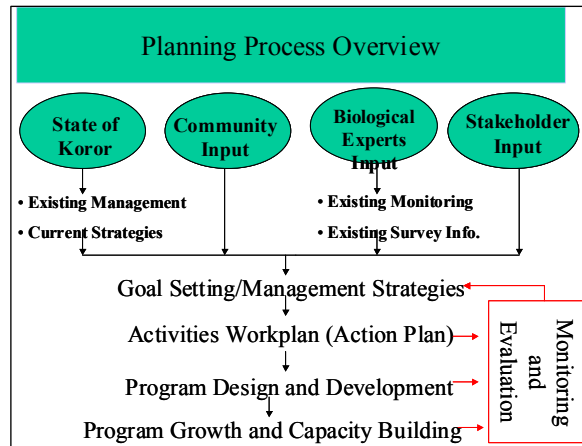 Planning Process Overview
State of
Koror
Community
Input
Biological
Experts
Input
Stakeholder
Input
• Existing Management
• Current Strategies
• Existing Monitoring
• Existing Survey Info.
Goal Setting/Management Strategies
Activities Workplan (Action Plan)
Program Design and Development
Program Growth and Capacity Building
Monitoring
and
Evaluation